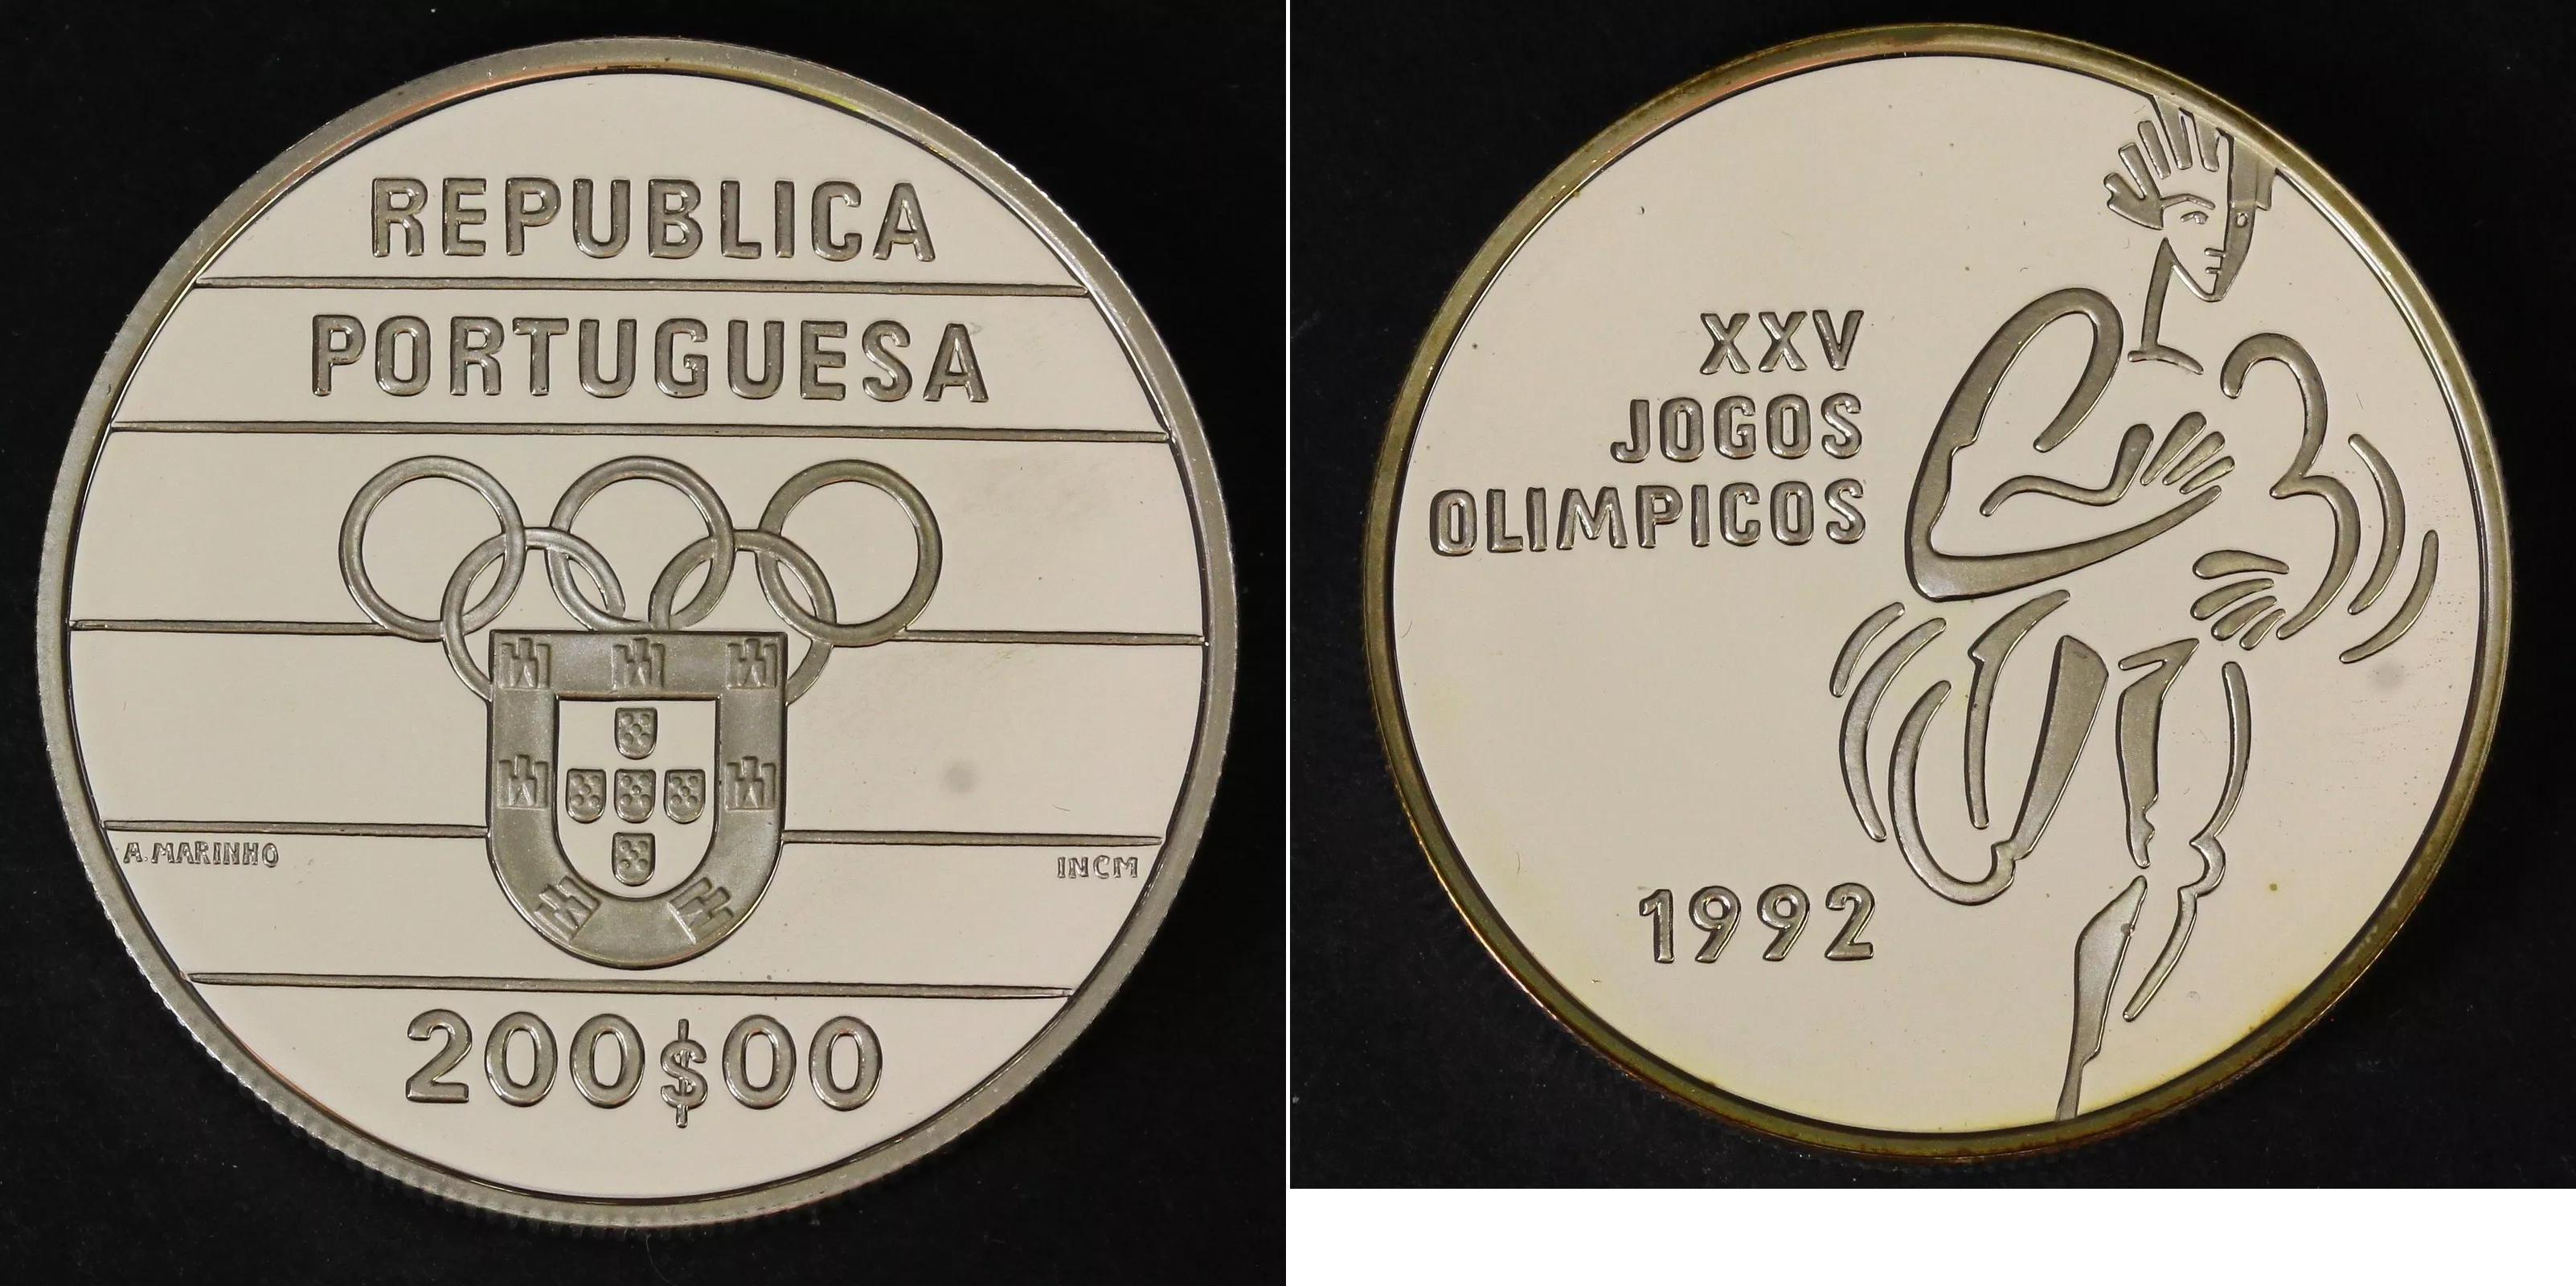 REPUBLICA
PORTUGUESA
A. MARINHO
INCM
200$00
XXV
JOGOS
OLIMPICOS
1992